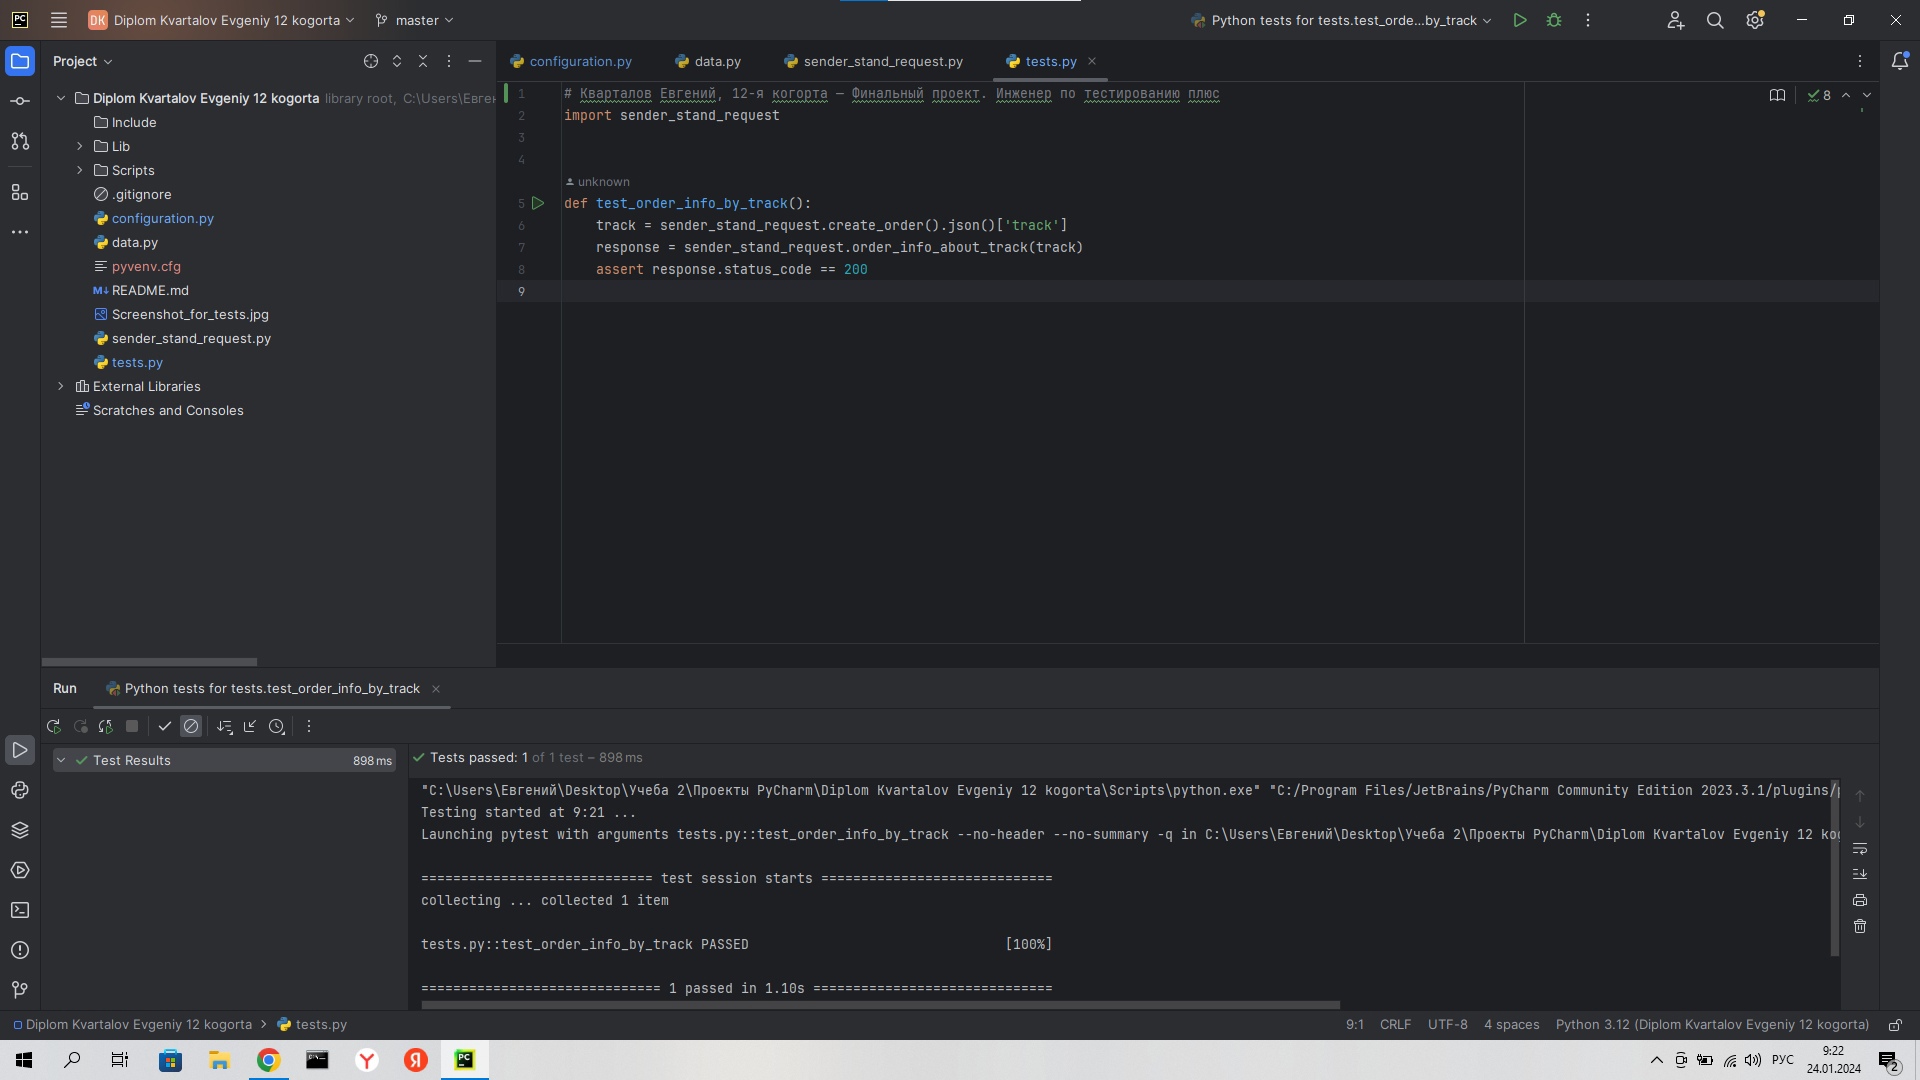 Diplom Kvartalov Evgeniy 12 kogorta
master
Python tests for tests.test_orde...by_track
Project
configuration.py
data.py
sender_stand_request.py
tests.py
Diplom Kvartalov Evgeniy 12 kogorta library root, C:\Users\Евген
Include
Lib
Scripts
.gitignore
configuration.py
data.py
pyvenv.cfg
README.md
Screenshot_for_tests.jpg
sender_stand_request.py
tests.py
External Libraries
Scratches and Consoles
1 # Кварталов Евгений, 12-я когорта — Финальный проект. Инженер по тестированию плюс
8
2 import sender_stand_request
3
4
unknown
5 def test_order_info_by_track():
6 track = sender_stand_request.create_order().json()['track']
7 response = sender_stand_request.order_info_about_track(track)
8 assert response.status_code == 200
9
Run
Python tests for tests.test_order_info_by_track
Test Results 898 ms
Tests passed: 1 of 1 test – 898 ms
"C:\Users\Евгений\Desktop\Учеба 2\Проекты PyCharm\Diplom Kvartalov Evgeniy 12 kogorta\Scripts\python.exe" "C:/Program Files/JetBrains/PyCharm Community Edition 2023.3.1/plugins/
Testing started at 9:21 ...
Launching pytest with arguments tests.py::test_order_info_by_track --no-header --no-summary -q in C:\Users\Евгений\Desktop\Учеба 2\Проекты PyCharm\Diplom Kvartalov Evgeniy 12 ko
============================= test session starts =============================
collecting ... collected 1 item
tests.py::test_order_info_by_track PASSED [100%]
============================== 1 passed in 1.10s ==============================
Diplom Kvartalov Evgeniy 12 kogorta > tests.py
9:1 CRLF UTF-8 4 spaces Python 3.12 (Diplom Kvartalov Evgeniy 12 kogorta)
РУС
9:22
24.01.2024
2